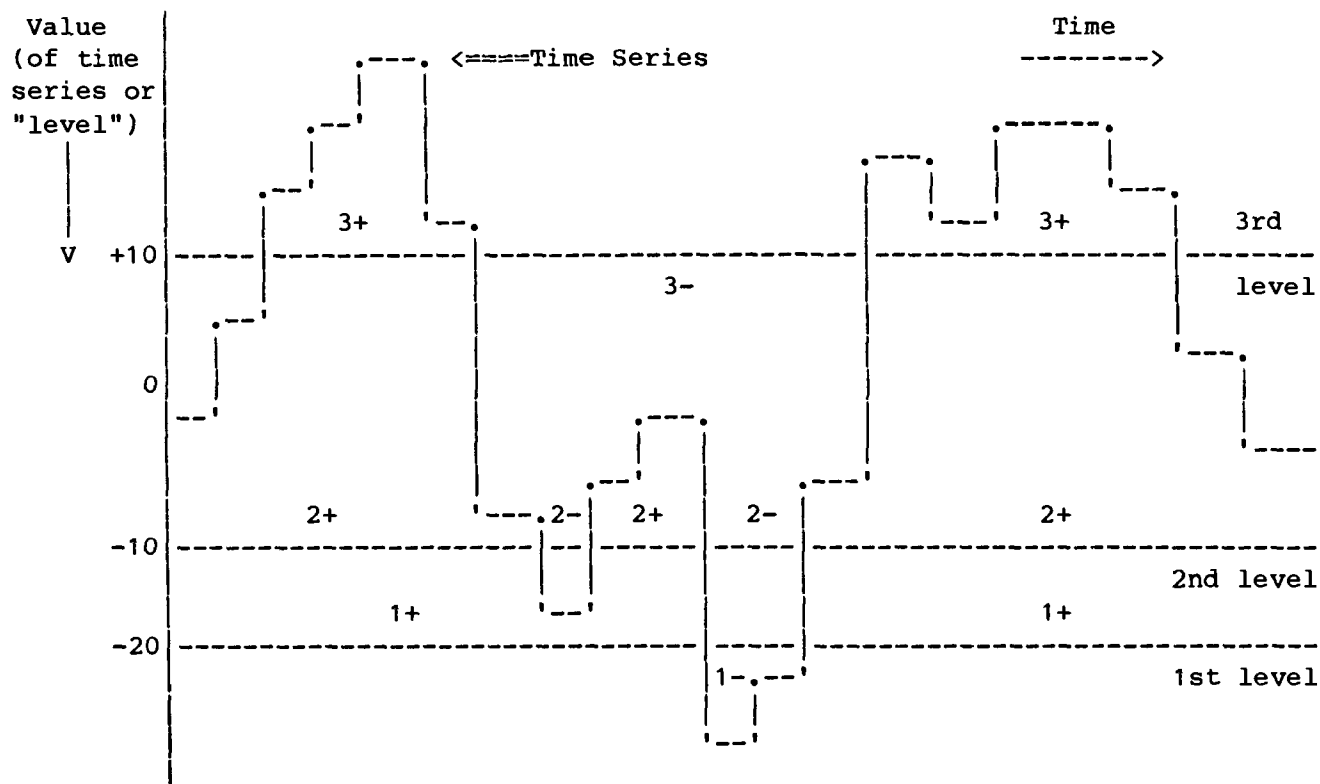 Value
(of time
series or
"level")
V
<====Time Series
Time
------>
3+
3+
3rd
+10
level
3-
0
2+
2-
2+
2-
2+
-10
2nd level
1+
1+
-20
1-
1st level